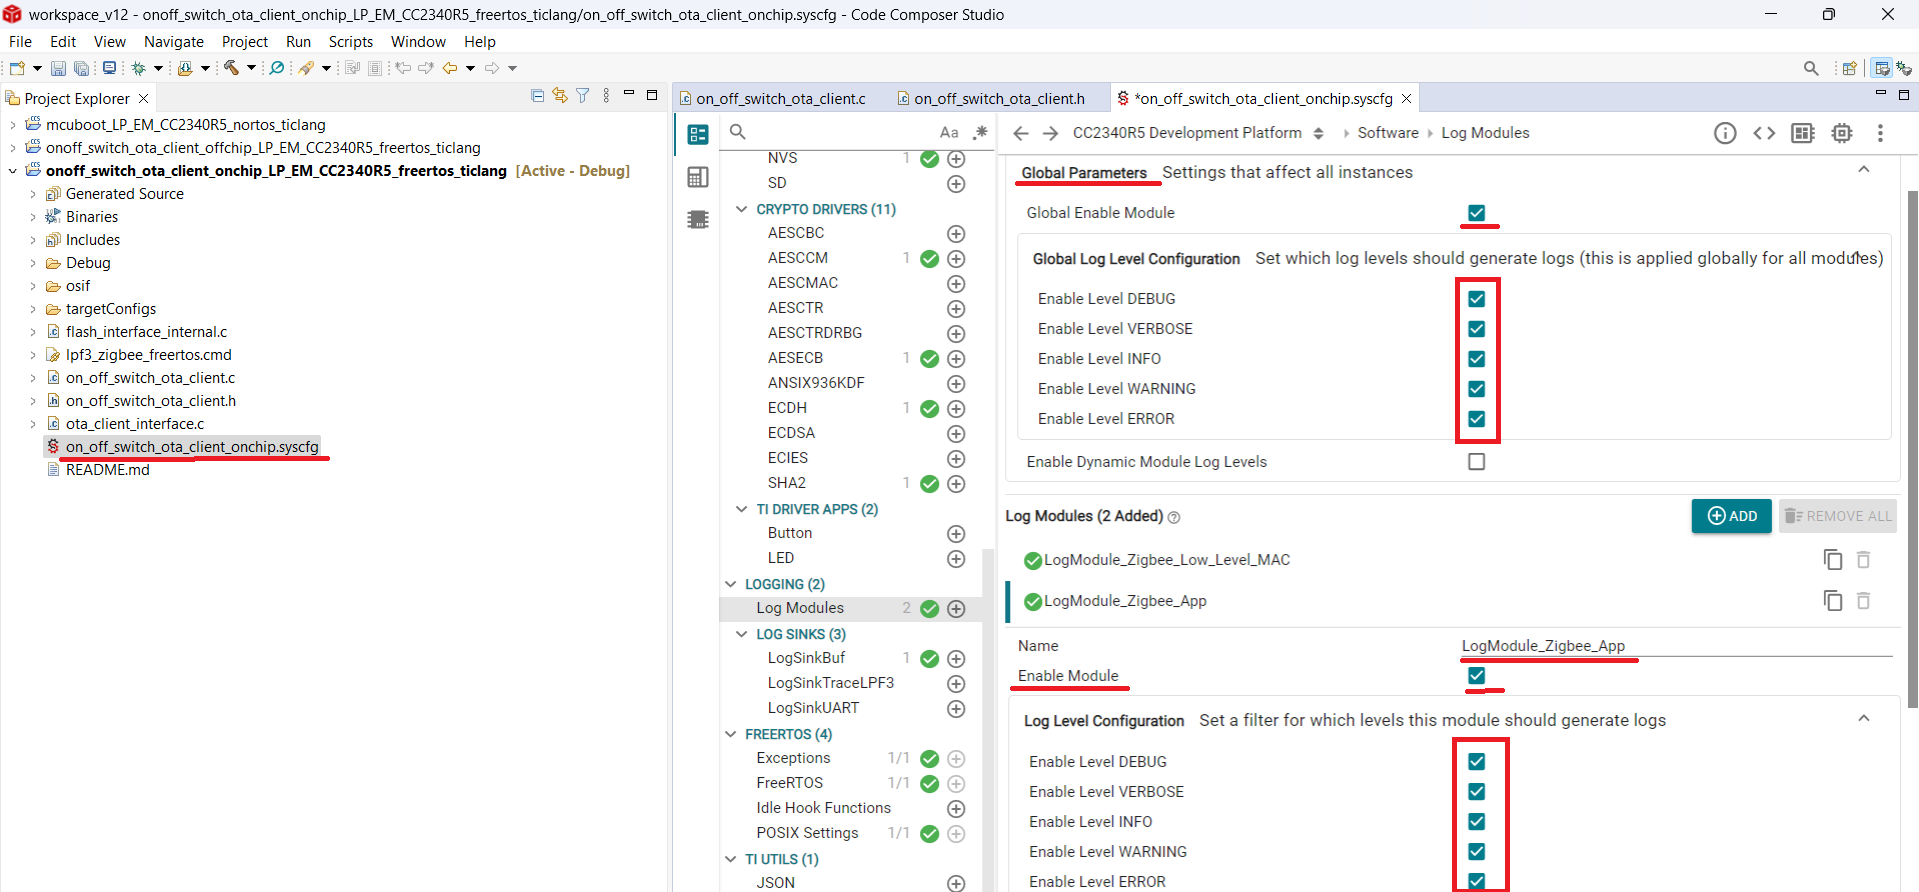 workspace_v12 - onoff_switch_ota_client_onchip_LP_EM_CC2340R5_freertos_ticlang/on_off_switch_ota_client_onchip.syscfg - Code Composer Studio
File Edit View Navigate Project Run Scripts Window Help
Project Explorer
mcuboot_LP_EM_CC2340R5_nortos_ticlang
onoff_switch_ota_client_offchip_LP_EM_CC2340R5_freertos_ticlang
onoff_switch_ota_client_onchip_LP_EM_CC2340R5_freertos_ticlang [Active - Debug]
Generated Source
Binaries
Includes
Debug
osif
targetConfigs
flash_interface_internal.c
lpf3_zigbee_freertos.cmd
on_off_switch_ota_client.c
on_off_switch_ota_client.h
ota_client_interface.c
on_off_switch_ota_client_onchip.syscfg
README.md
on_off_switch_ota_client.c on_off_switch_ota_client.h *on_off_switch_ota_client_onchip.syscfg
Aa .*
NVS 1
SD
CRYPTO DRIVERS (11)
AESCBC
AESCCM 1
AESCMAC
AESCTR
AESCTRDRBG
AESECB 1
ANSIX936KDF
ECDH 1
ECDSA
ECIES
SHA2 1
TI DRIVER APPS (2)
Button
LED
LOGGING (2)
Log Modules 2
LOG SINKS (3)
LogSinkBuf 1
LogSinkTraceLPF3
LogSinkUART
FREERTOS (4)
Exceptions 1/1
FreeRTOS 1/1
Idle Hook Functions
POSIX Settings 1/1
TI UTILS (1)
JSON
CC2340R5 Development Platform Software Log Modules
Global Parameters Settings that affect all instances
Global Enable Module
Global Log Level Configuration Set which log levels should generate logs (this is applied globally for all modules)
Enable Level DEBUG
Enable Level VERBOSE
Enable Level INFO
Enable Level WARNING
Enable Level ERROR
Enable Dynamic Module Log Levels
Log Modules (2 Added) ADD REMOVE ALL
LogModule_Zigbee_Low_Level_MAC
LogModule_Zigbee_App
Name LogModule_Zigbee_App
Enable Module
Log Level Configuration Set a filter for which levels this module should generate logs
Enable Level DEBUG
Enable Level VERBOSE
Enable Level INFO
Enable Level WARNING
Enable Level ERROR